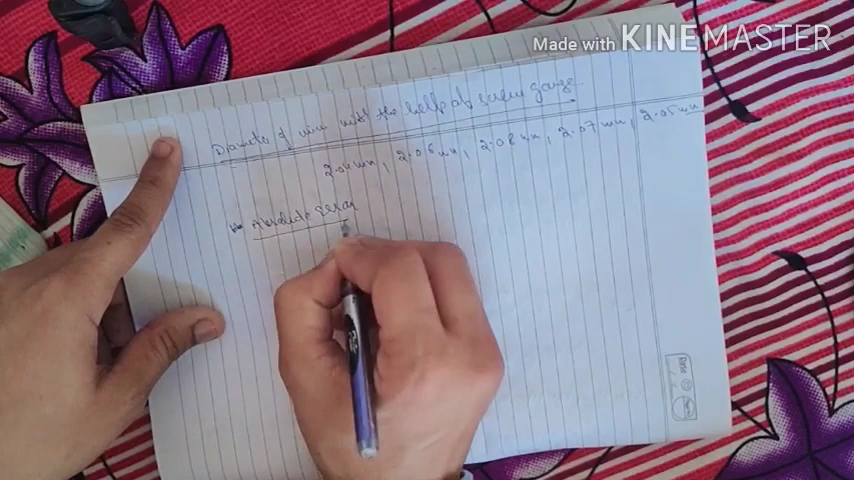 Made with KINEMASTER
Diameter of wire with the help of screw gauge
2.04mm, 2.06mm, 2.08mm, 2.07mm, 2.05mm
Absolute Error